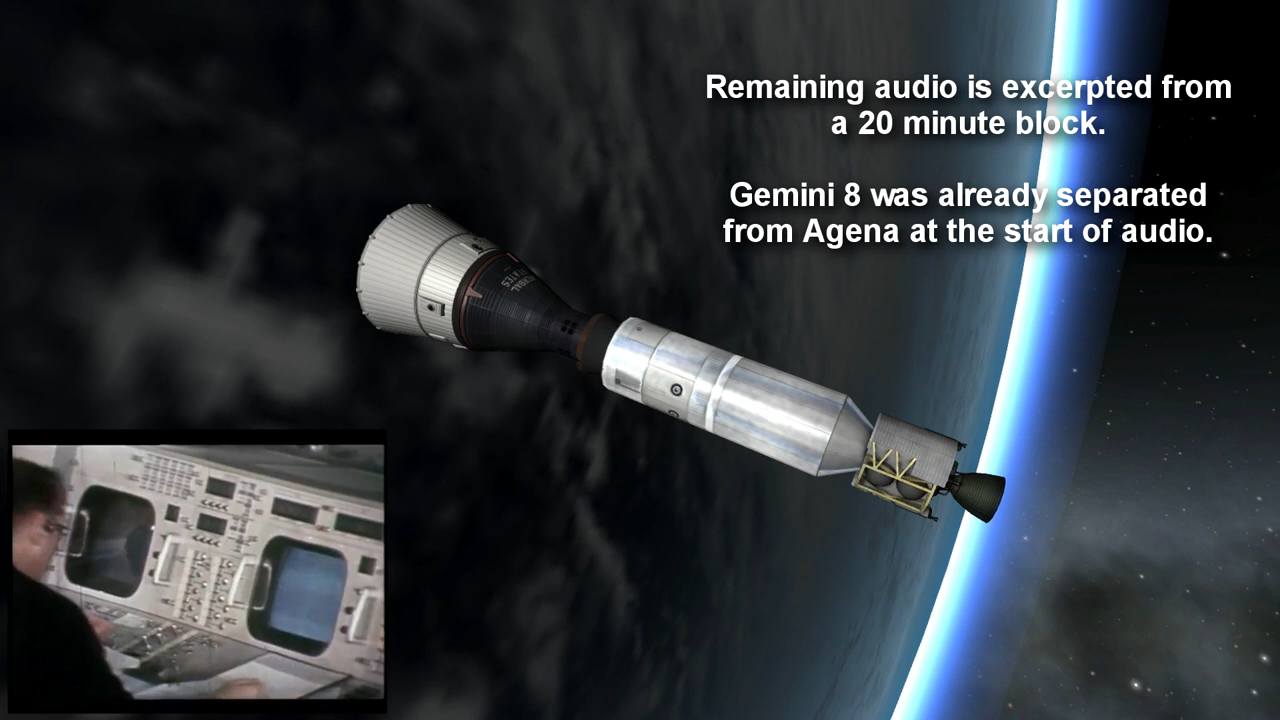 Remaining audio is excerpted from
a 20 minute block.
Gemini 8 was already separated
from Agena at the start of audio.